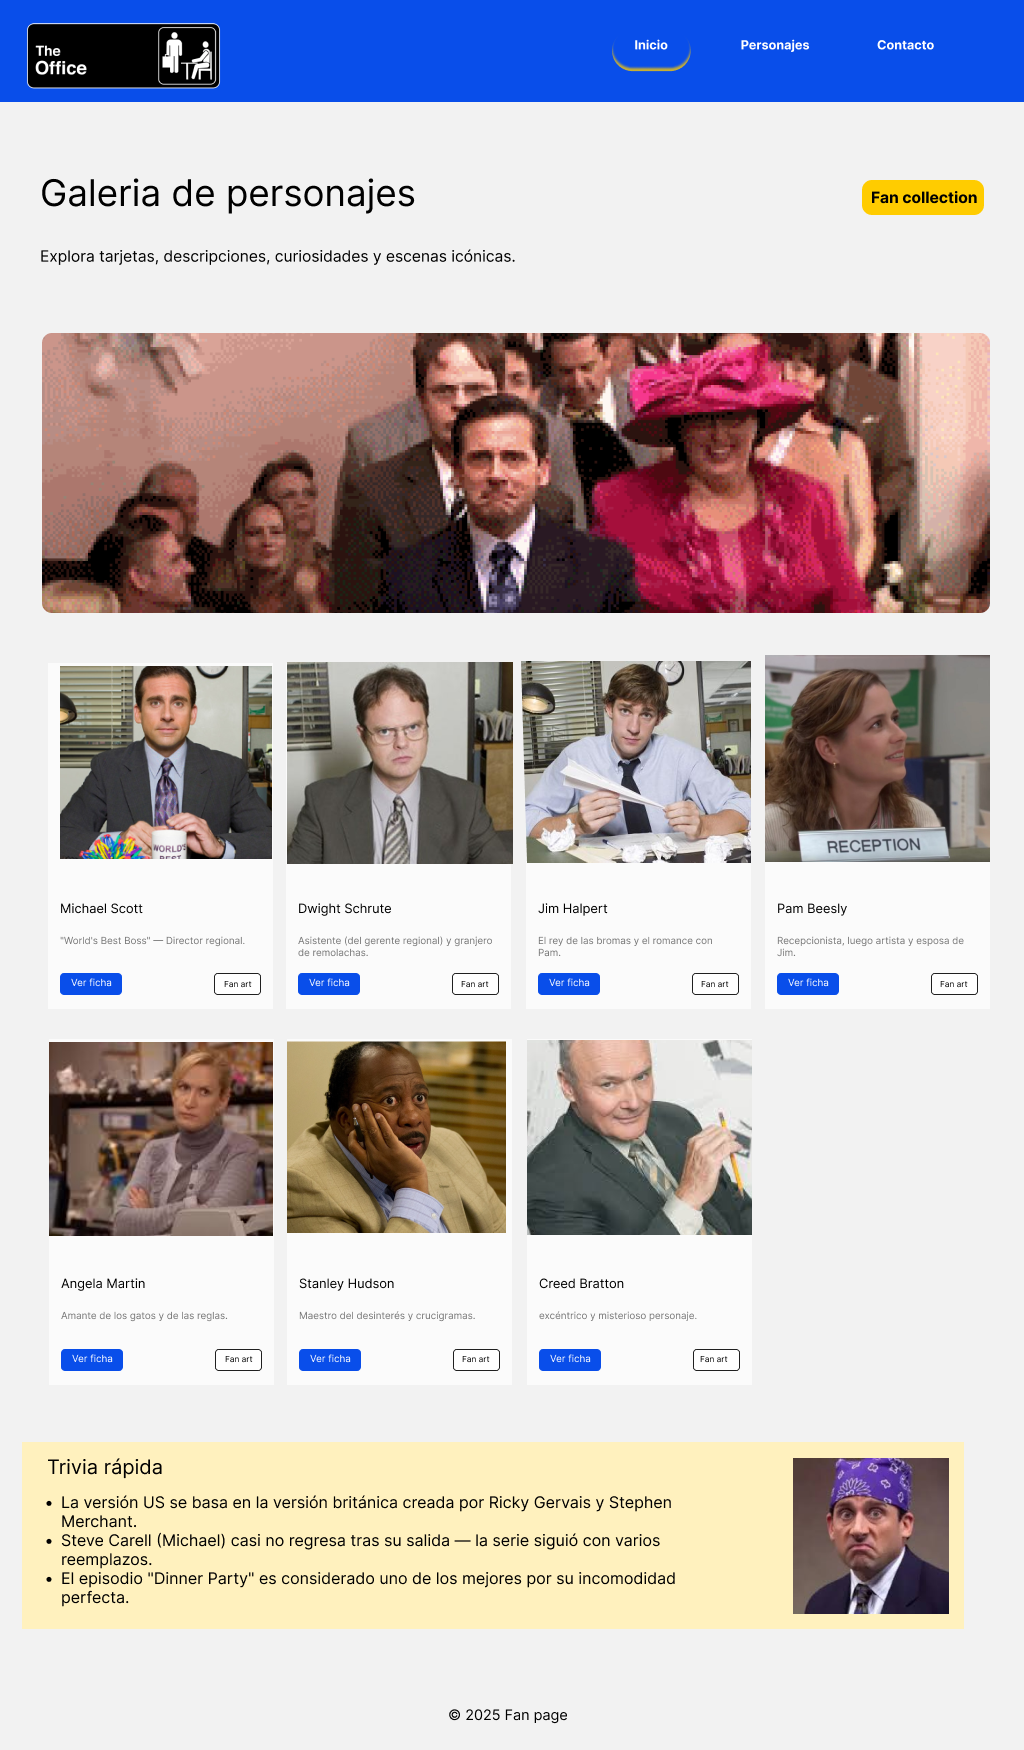 The
Office
Inicio
Personajes
Contacto
Galeria de personajes
Fan collection
Explora tarjetas, descripciones, curiosidades y escenas icónicas.
WORLD'S
BEST
RECEPTION
Michael Scott
"World's Best Boss" — Director regional.
Ver ficha
Fan art
Dwight Schrute
Asistente (del gerente regional) y granjero
de remolachas.
Ver ficha
Fan art
Jim Halpert
El rey de las bromas y el romance con
Pam.
Ver ficha
Fan art
Pam Beesly
Recepcionista, luego artista y esposa de
Jim.
Ver ficha
Fan art
Angela Martin
Amante de los gatos y de las reglas.
Ver ficha
Fan art
Stanley Hudson
Maestro del desinterés y crucigramas.
Ver ficha
Fan art
Creed Bratton
excéntrico y misterioso personaje.
Ver ficha
Fan art
Trivia rápida
• La versión US se basa en la versión británica creada por Ricky Gervais y Stephen
Merchant.
• Steve Carell (Michael) casi no regresa tras su salida — la serie siguió con varios
reemplazos.
• El episodio "Dinner Party" es considerado uno de los mejores por su incomodidad
perfecta.
© 2025 Fan page